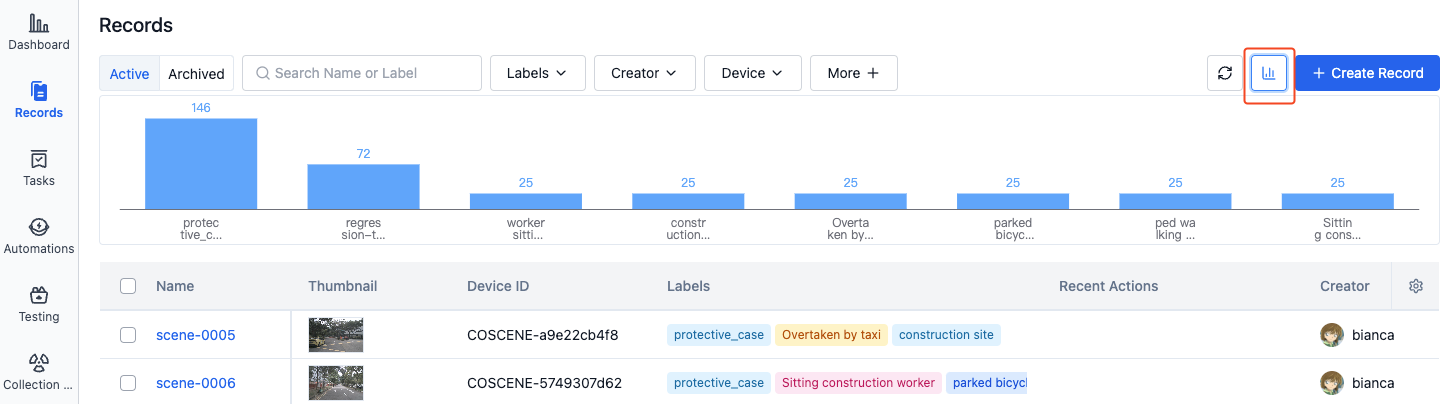 Dashboard
Records
Tasks
Automations
Testing
Collection ...
Records
Active
Archived
Search Name or Label
Labels
Creator
Device
More
Create Record
146
72
25
25
25
25
25
25
protec
tive_c...
regres
sion-t...
worker
sitti...
constr
uction...
Overta
ken by...
parked
bicyc...
ped wa
lking ...
Sittin
g cons...
Name
Thumbnail
Device ID
Labels
Recent Actions
Creator
scene-0005
COSCENE-a9e22cb4f8
protective_case
Overtaken by taxi
construction site
bianca
scene-0006
COSCENE-5749307d62
protective_case
Sitting construction worker
parked bicycl
bianca